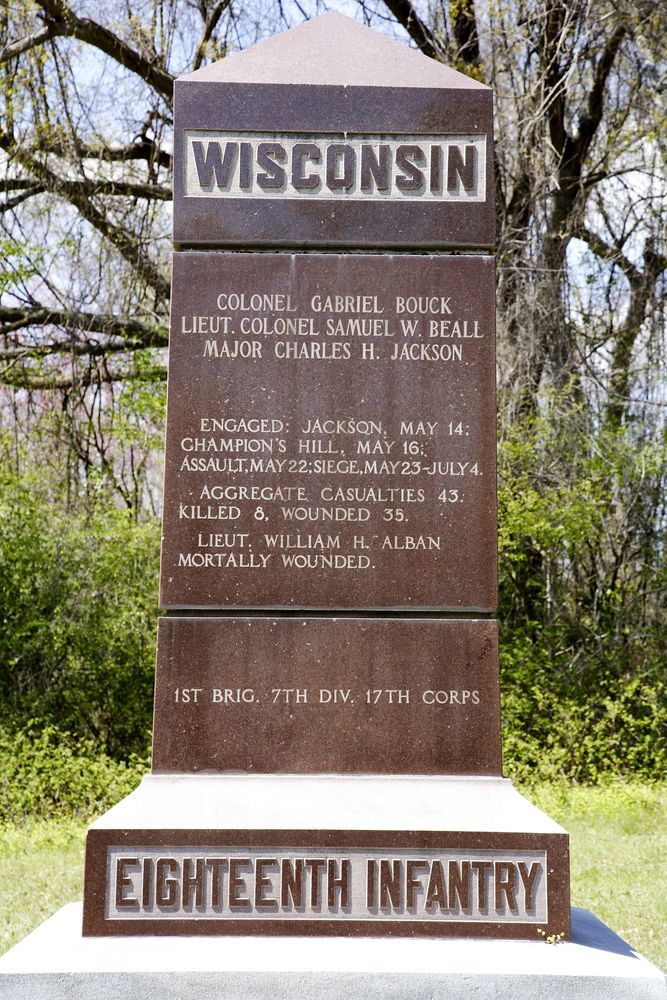 WISCONSIN
COLONEL GABRIEL BOUCK
LIEUT. COLONEL SAMUEL W. BEALL
MAJOR CHARLES H. JACKSON
ENGAGED; JACKSON, MAY 14;
CHAMPION'S HILL, MAY 16;
ASSAULT, MAY 22; SIEGE, MAY 23-JULY 4.
AGGREGATE CASUALTIES 43.
KILLED 8, WOUNDED 35.
LIEUT. WILLIAM H. ALBAN
MORTALLY WOUNDED.
1ST BRIG. 7TH DIV. 17TH CORPS
EIGHTEENTH INFANTRY